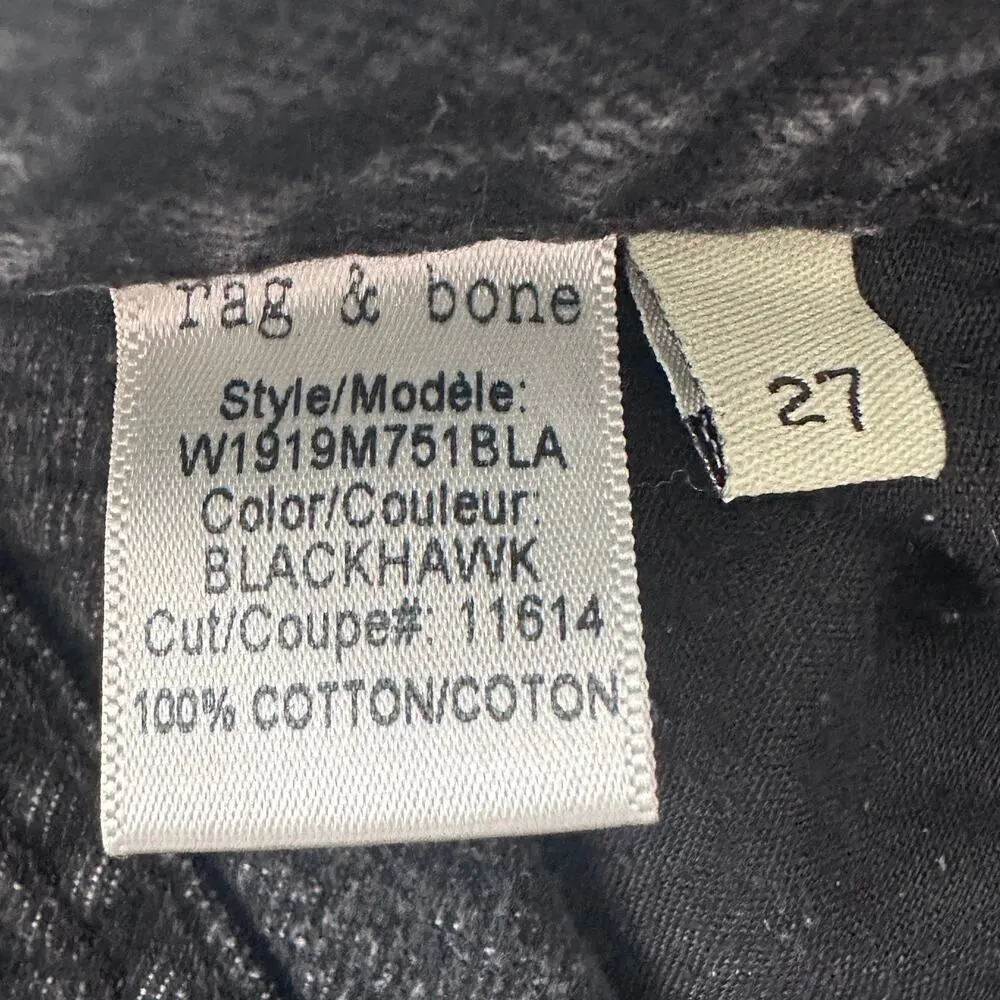 rag & bone
Style/Modèle:
W1919M751BLA
Color/Couleur:
BLACKHAWK
Cut/Coupe#: 11614
100% COTTON/COTON
27